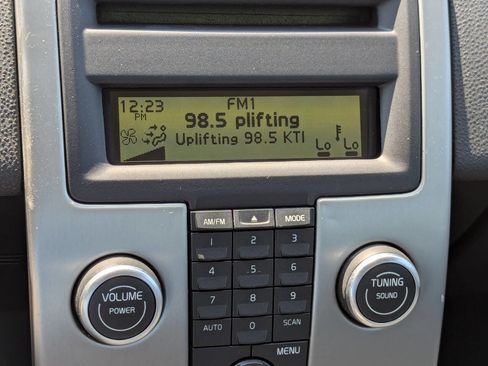 12:23
PM
FM1
98.5 plifting
Uplifting 98.5 KTI
Lo Lo
AM/FM MODE
1 2 3
4 5 6
7 8 9
AUTO 0 SCAN
MENU
VOLUME
POWER
TUNING
SOUND